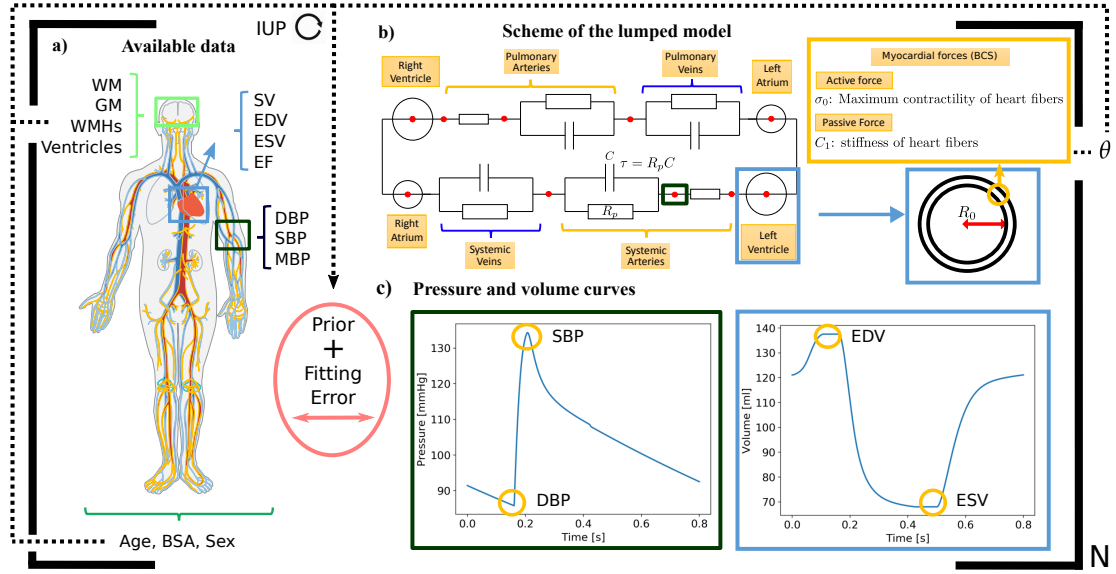 IUP
a)
Available data
WM
GM
WMHs
Ventricles
SV
EDV
ESV
EF
DBP
SBP
MBP
Age, BSA, Sex
Prior
+
Fitting
Error
b)
Scheme of the lumped model
Right
Ventricle
Pulmonary
Arteries
Pulmonary
Veins
Left
Atrium
C
τ = RpC
Rp
Right
Atrium
Systemic
Veins
Systemic
Arteries
Left
Ventricle
Myocardial forces (BCS)
Active force
σ0: Maximum contractility of heart fibers
Passive Force
C1: stiffness of heart fibers
θ
R0
c)
Pressure and volume curves
SBP
DBP
Pressure [mmHg]
130
120
110
100
90
0.0
0.2
0.4
0.6
0.8
Time [s]
EDV
ESV
Volume [ml]
140
130
120
110
100
90
80
70
0.0
0.2
0.4
0.6
0.8
Time [s]
N